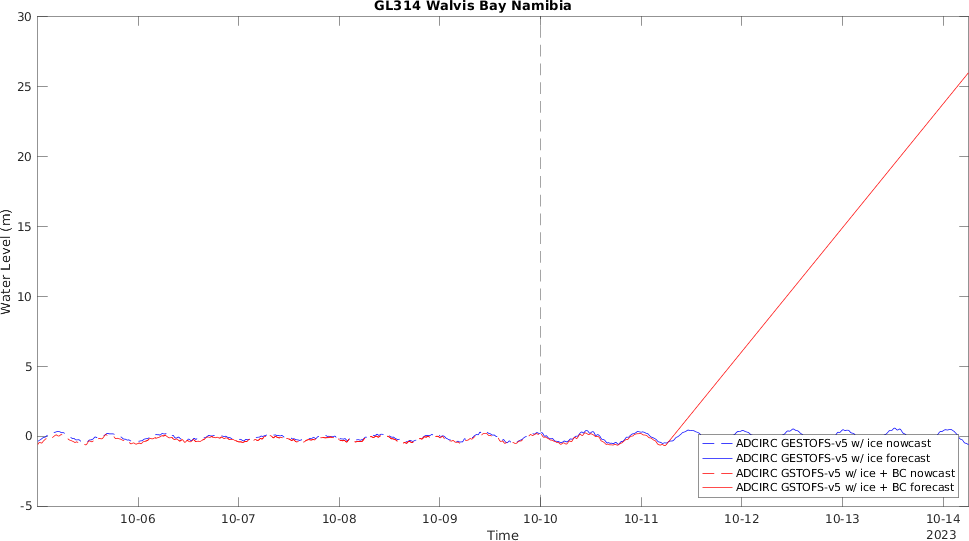 GL314 Walvis Bay Namibia
30
25
20
15
10
5
0
-5
Water Level (m)
10-06 10-07 10-08 10-09 10-10 10-11 10-12 10-13 10-14
2023
Time
ADCIRC GESTOFS-v5 w/ ice nowcast
ADCIRC GESTOFS-v5 w/ ice forecast
ADCIRC GSTOFS-v5 w/ ice + BC nowcast
ADCIRC GSTOFS-v5 w/ ice + BC forecast